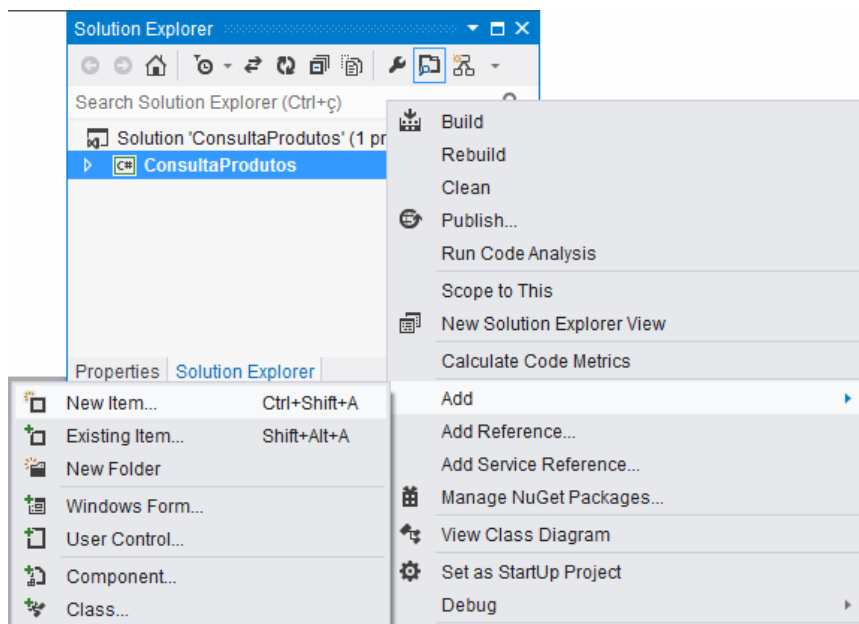 Solution Explorer
Search Solution Explorer (Ctrl+ç)
Solution 'ConsultaProdutos' (1 pr
C# ConsultaProdutos
Properties Solution Explorer
Build
Rebuild
Clean
Publish...
Run Code Analysis
Scope to This
New Solution Explorer View
Calculate Code Metrics
Add
Add Reference...
Add Service Reference...
Manage NuGet Packages...
View Class Diagram
Set as StartUp Project
Debug
New Item... Ctrl+Shift+A
Existing Item... Shift+Alt+A
New Folder
Windows Form...
User Control...
Component...
Class...